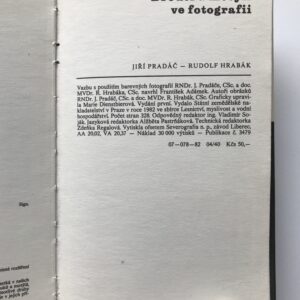 ve fotografii
JIŘÍ PRADÁČ — RUDOLF HRABÁK
Vazbu s použitím barevných fotografií RNDr. J. Pradáče, CSc. a doc.
MVDr. R. Hrabáka, CSc. navrhl František Adámek. Autoři obrázků
RNDr. J. Pradáč, CSc. a doc. MVDr. R. Hrabák, CSc. Graficky upravi-
la Marie Dienstbierová. Vydání první. Vydalo Státní zemědělské na-
kladatelství v Praze v roce 1982 ve sbírce Lesnictví, myslivost a vodní
hospodářství. Počet stran 328. Odpovědný redaktor ing. Vladimír So-
ják. Jazyková redaktorka Alžběta Pastrňáková. Technická redaktorka
Zdeňka Regalová. Vytiskla ofsetem Severografia n. p., závod Liberec.
AA 20,02, VA 20,37 — Náklad 30 000 výtisků — Publikace č. 3479
07—078—82 04/40 Kčs 50,—